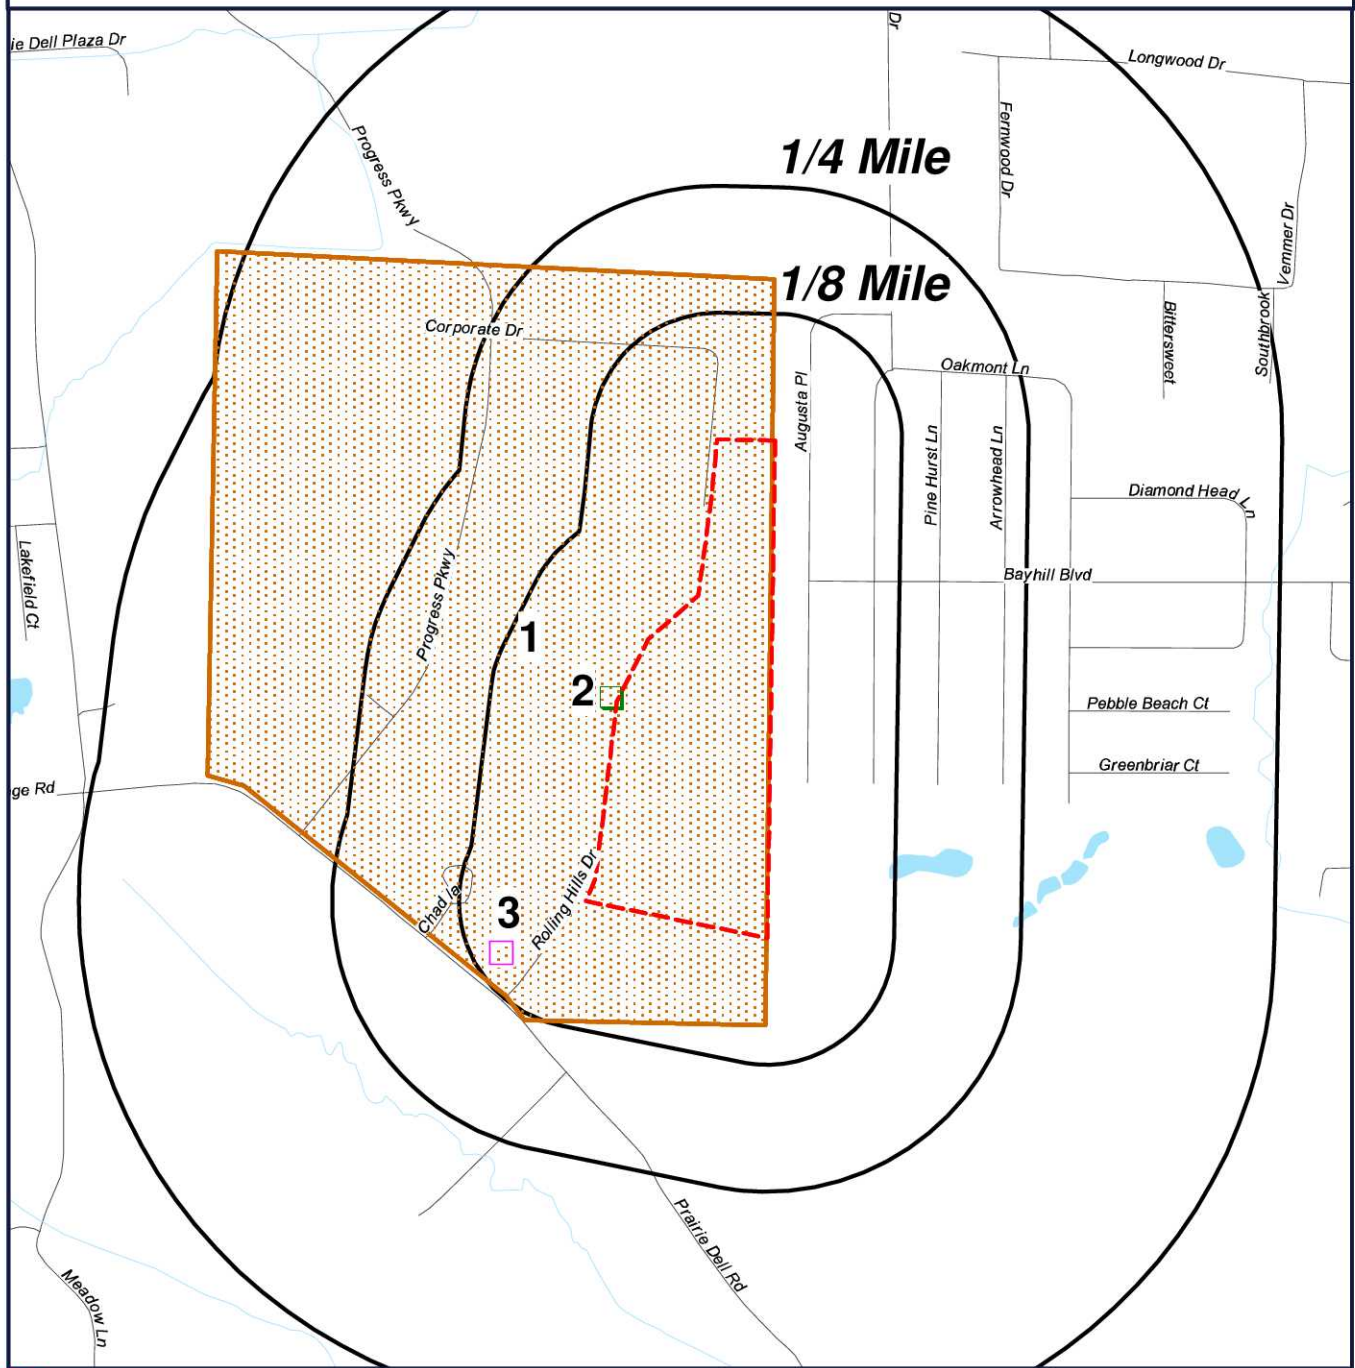 ie Dell Plaza Dr
Dr
Longwood Dr
Progress Pkwy
Fernwood Dr
1/4 Mile
Vemmer Dr
1/8 Mile
Corporate Dr
Bittersweet
Southbrook
Oakmont Ln
Augusta Pl
Pine Hurst Ln
Arrowhead Ln
Diamond Head Ln
Lakefield Ct
Progress Pkwy
Bayhill Blvd
1
2
Pebble Beach Ct
Greenbriar Ct
ge Rd
Chad la
3
Rolling Hills Dr
Prairie Dell Rd
Meadow Ln